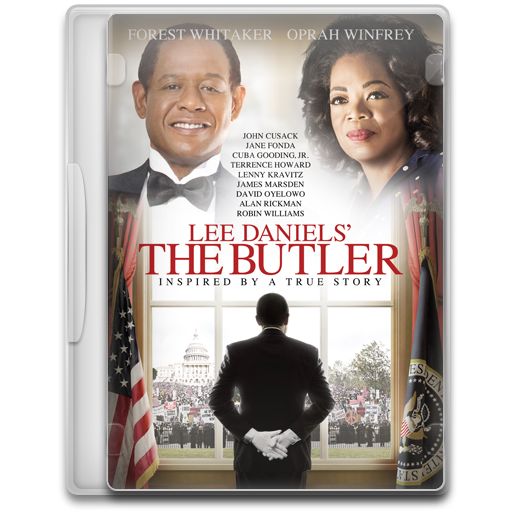 FOREST WHITAKER OPRAH WINFREY
JOHN CUSACK
JANE FONDA
CUBA GOODING, JR.
TERRENCE HOWARD
LENNY KRAVITZ
JAMES MARSDEN
DAVID OYELOWO
ALAN RICKMAN
ROBIN WILLIAMS
LEE DANIELS'
THE BUTLER
INSPIRED BY A TRUE STORY